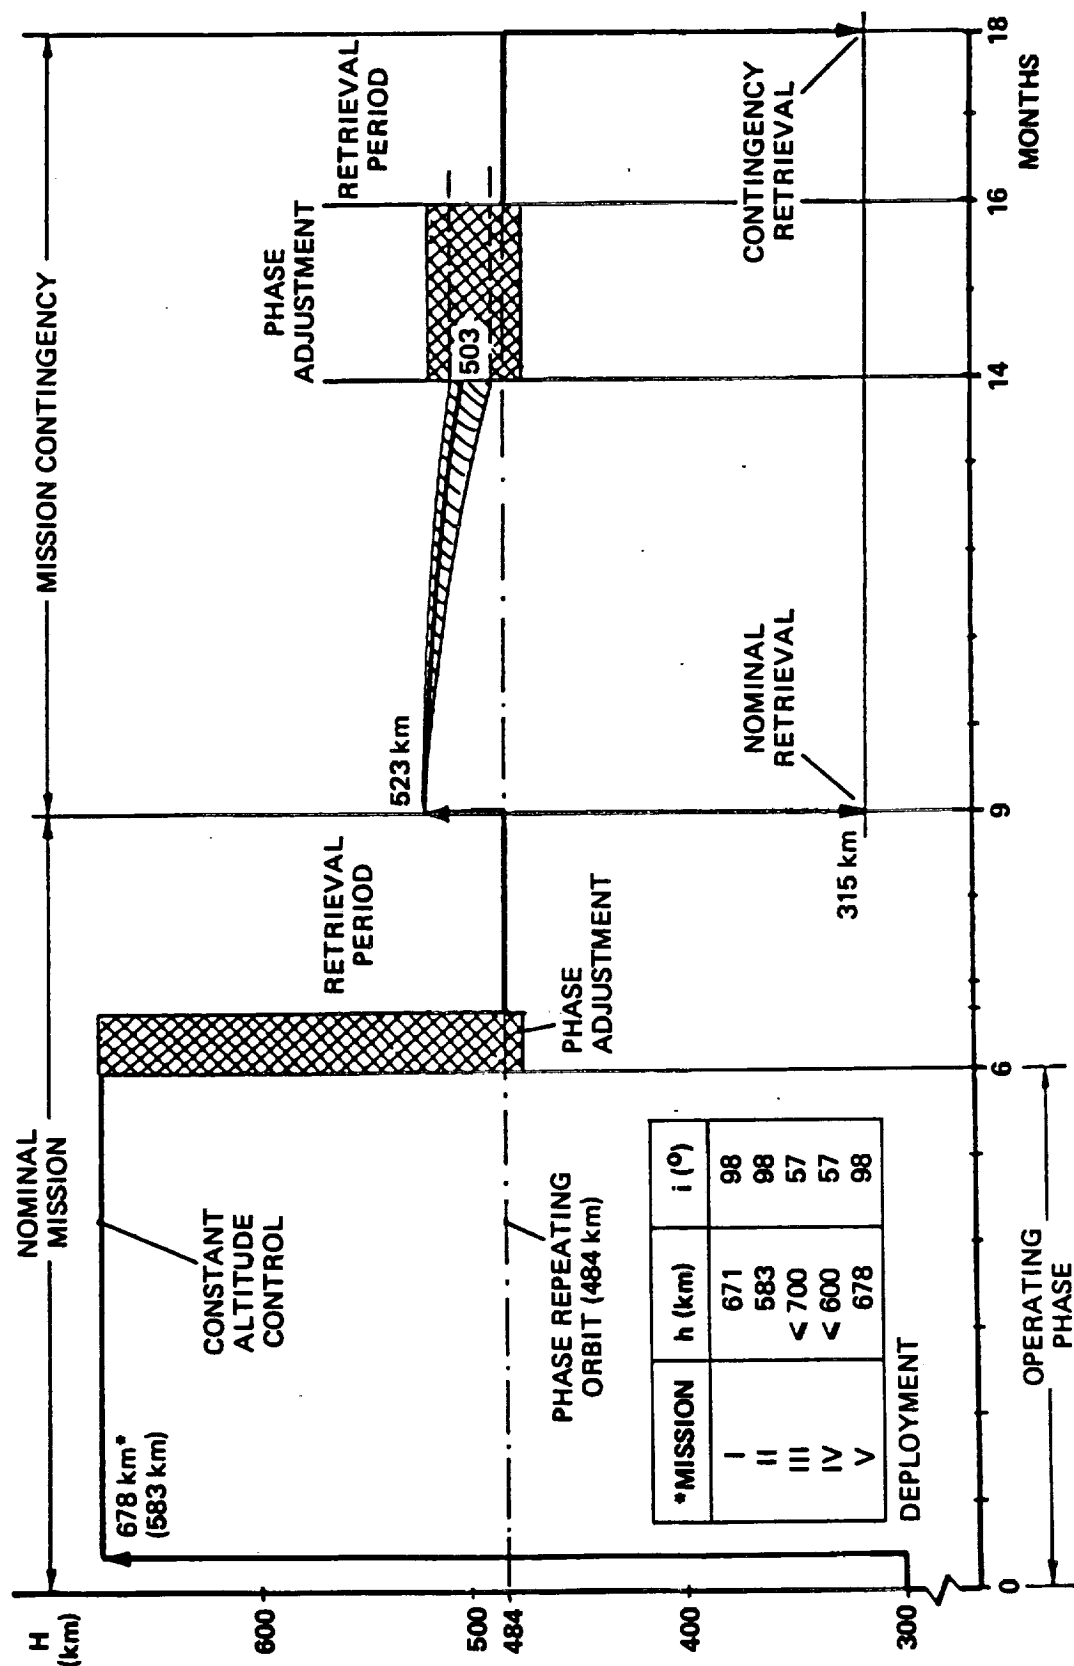 NOMINAL
MISSION
MISSION CONTINGENCY
H
(km)
678 km*
(583 km)
CONSTANT
ALTITUDE
CONTROL
RETRIEVAL
PERIOD
523 km
PHASE
ADJUSTMENT
RETRIEVAL
PERIOD
503
600
500
484
400
300
PHASE REPEATING
ORBIT (484 km)
PHASE
ADJUSTMENT
NOMINAL
RETRIEVAL
CONTINGENCY
RETRIEVAL
315 km
*MISSION h (km) i (º)
I 671 98
II 583 98
III < 700 57
IV < 600 57
V 678 98
DEPLOYMENT
0 6 9 14 16 18
MONTHS
OPERATING
PHASE